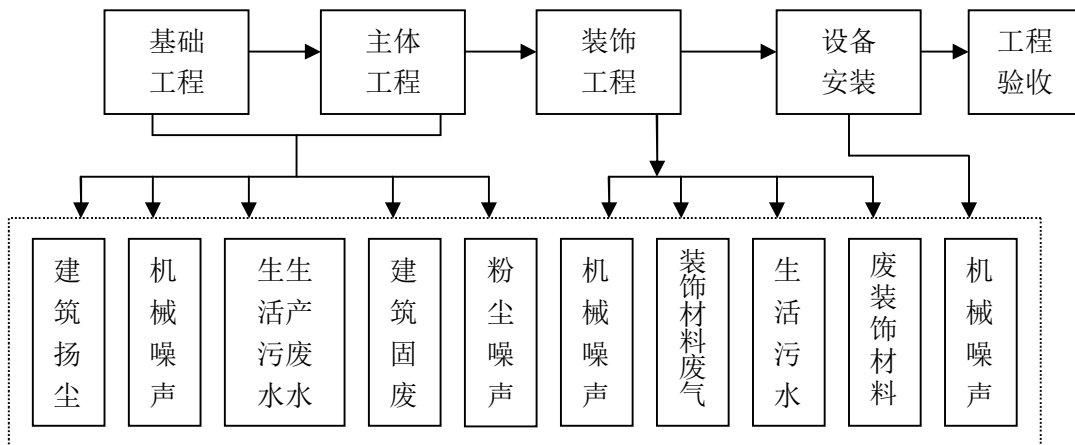 基础
工程
主体
工程
装饰
工程
设备
安装
工程
验收
建筑扬尘
机械噪声
生产废水
生活污水
建筑固废
粉尘噪声
机械噪声
装饰材料废气
生活污水
废装饰材料
机械噪声